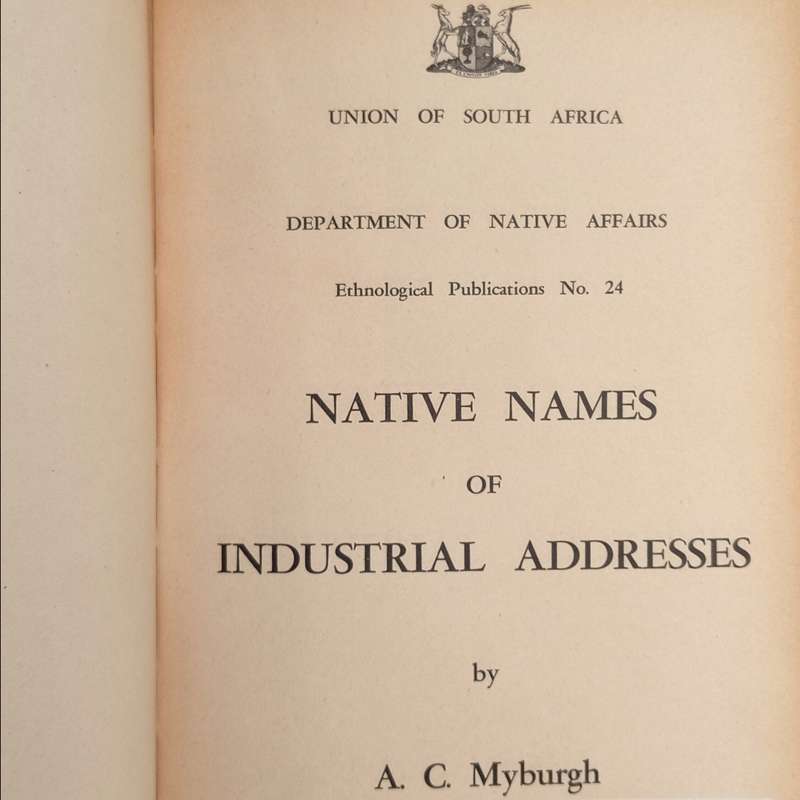 UNION OF SOUTH AFRICA
DEPARTMENT OF NATIVE AFFAIRS
Ethnological Publications No. 24
NATIVE NAMES
OF
INDUSTRIAL ADDRESSES
by
A. C. Myburgh